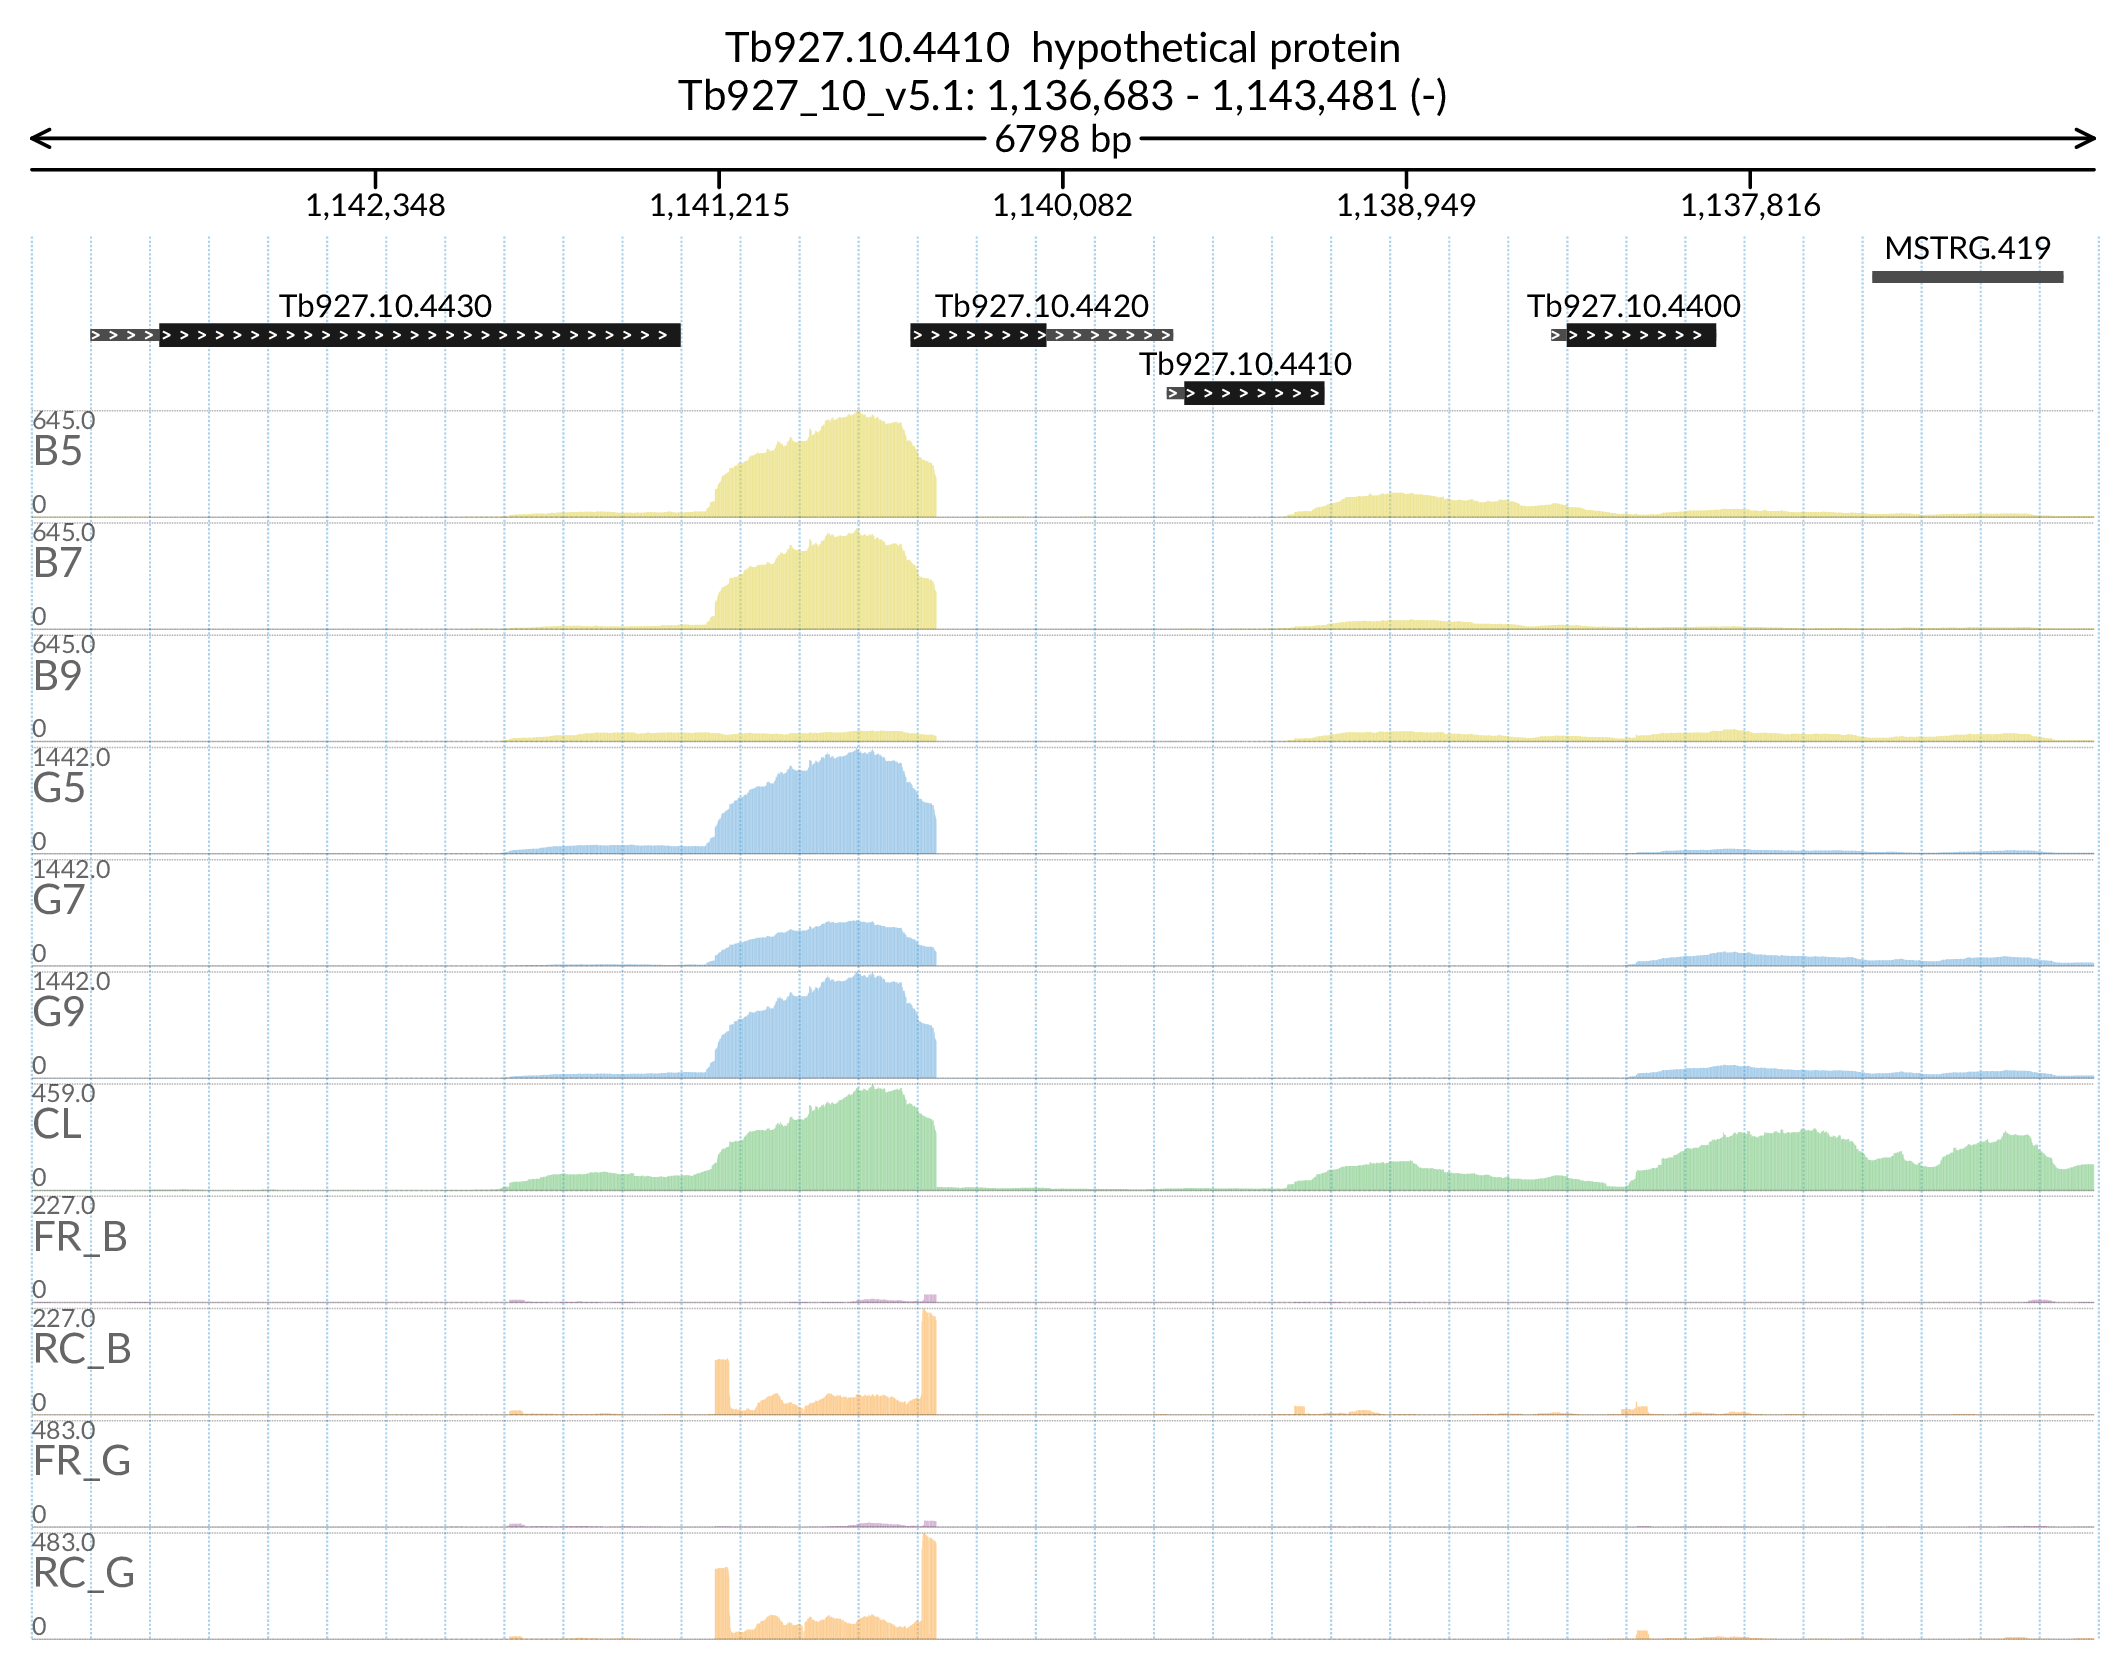 Tb927.10.4410  hypothetical protein
Tb927_10_v5.1: 1,136,683 - 1,143,481 (-)
6798 bp
1,142,348 1,141,215 1,140,082 1,138,949 1,137,816
MSTRG.419
Tb927.10.4430 Tb927.10.4420 Tb927.10.4400
Tb927.10.4410
645.0
B5
0
645.0
B7
0
645.0
B9
0
1442.0
G5
0
1442.0
G7
0
1442.0
G9
0
459.0
CL
0
227.0
FR_B
0
227.0
RC_B
0
483.0
FR_G
0
483.0
RC_G
0